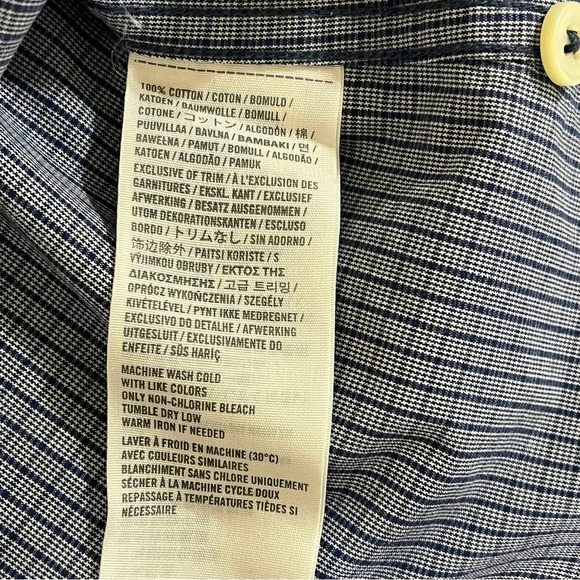 100% COTTON / COTON / BOMULD /
KATOEN / BAUMWOLLE / BOMULL /
COTONE / コットン / ALGODÓN / 棉 /
PUUVILLAA / BAVLNA / ΒΑΜΒΑΚΙ / 면 /
BAWEŁNA / PAMUT / BOMULL / ALGODÃO /
KATOEN / ALGODÃO / PAMUK
EXCLUSIVE OF TRIM / À L'EXCLUSION DES
GARNITURES / EKSKL. KANT / EXCLUSIEF
AFWERKING / BESATZ AUSGENOMMEN /
UTOM DEKORATIONSKANTEN / ESCLUSO
BORDO / トリムなし / SIN ADORNO /
饰边除外 / PAITSI KORISTE / S
VÝJIMKOU OBRUBY / ΕΚΤΟΣ ΤΗΣ
ΔΙΑΚΟΣΜΗΣΗΣ / 고급 트리밍 /
OPRÓCZ WYKOŃCZENIA / SZEGÉLY
KIVÉTELÉVEL / PYNT IKKE MEDREGNET /
EXCLUSIVO DO DETALHE / AFWERKING
UITGESLUIT / EXCLUSIVAMENTE DO
ENFEITE / SÜS HARİÇ
MACHINE WASH COLD
WITH LIKE COLORS
ONLY NON-CHLORINE BLEACH
TUMBLE DRY LOW
WARM IRON IF NEEDED
LAVER À FROID EN MACHINE (30°C)
AVEC COULEURS SIMILAIRES
BLANCHIMENT SANS CHLORE UNIQUEMENT
SÉCHER À LA MACHINE CYCLE DOUX
REPASSAGE À TEMPÉRATURES TIÈDES SI
NÉCESSAIRE